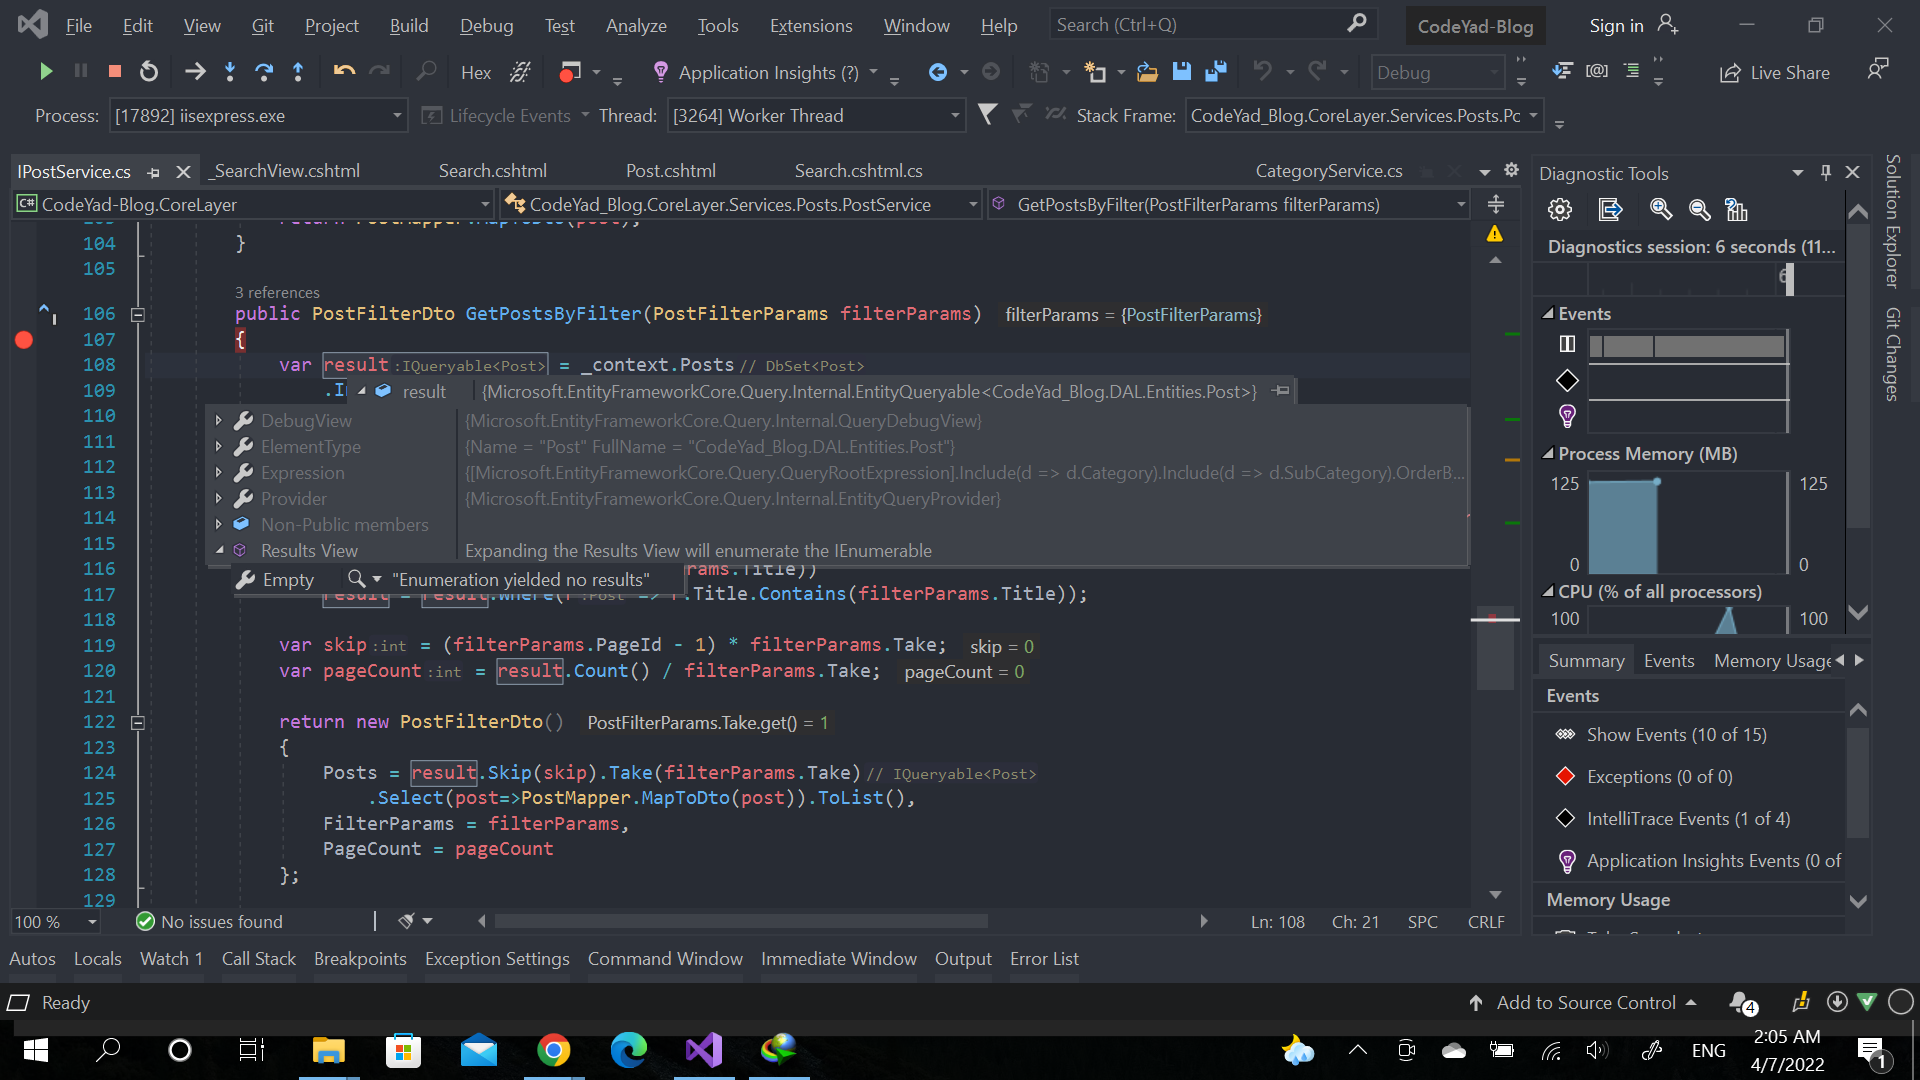 File Edit View Git Project Build Debug Test Analyze Tools Extensions Window Help Search (Ctrl+Q) CodeYad-Blog Sign in
Hex Application Insights (?) Debug Live Share
Process: [17892] iisexpress.exe Lifecycle Events Thread: [3264] Worker Thread Stack Frame: CodeYad_Blog.CoreLayer.Services.Posts.Pc
IPostService.cs _SearchView.cshtml Search.cshtml Post.cshtml Search.cshtml.cs CategoryService.cs
C# CodeYad-Blog.CoreLayer CodeYad_Blog.CoreLayer.Services.Posts.PostService GetPostsByFilter(PostFilterParams filterParams)
104 }
105
3 references
106 public PostFilterDto GetPostsByFilter(PostFilterParams filterParams) filterParams = {PostFilterParams}
107 {
108 var result:IQueryable<Post> = _context.Posts // DbSet<Post>
109 .I result {Microsoft.EntityFrameworkCore.Query.Internal.EntityQueryable<CodeYad_Blog.DAL.Entities.Post>}
110 DebugView {Microsoft.EntityFrameworkCore.Query.Internal.QueryDebugView}
111 ElementType {Name = "Post" FullName = "CodeYad_Blog.DAL.Entities.Post"}
112 Expression {[Microsoft.EntityFrameworkCore.Query.QueryRootExpression].Include(d => d.Category).Include(d => d.SubCategory).OrderB...
113 Provider {Microsoft.EntityFrameworkCore.Query.Internal.EntityQueryProvider}
114 Non-Public members
115 Results View Expanding the Results View will enumerate the IEnumerable
116 Empty "Enumeration yielded no results" rams.Title))
117 result = result.Where(r:Post => r.Title.Contains(filterParams.Title));
118
119 var skip:int = (filterParams.PageId - 1) * filterParams.Take; skip = 0
120 var pageCount:int = result.Count() / filterParams.Take; pageCount = 0
121
122 return new PostFilterDto() PostFilterParams.Take.get() = 1
123 {
124 Posts = result.Skip(skip).Take(filterParams.Take) // IQueryable<Post>
125 .Select(post=>PostMapper.MapToDto(post)).ToList(),
126 FilterParams = filterParams,
127 PageCount = pageCount
128 };
129
100 % No issues found Ln: 108 Ch: 21 SPC CRLF
Diagnostic Tools
Diagnostics session: 6 seconds (11...
6
Events
Process Memory (MB)
125 125
0 0
CPU (% of all processors)
100 100
Summary Events Memory Usage
Events
Show Events (10 of 15)
Exceptions (0 of 0)
IntelliTrace Events (1 of 4)
Application Insights Events (0 of
Memory Usage
Solution Explorer
Git Changes
Autos Locals Watch 1 Call Stack Breakpoints Exception Settings Command Window Immediate Window Output Error List
Ready Add to Source Control 4
ENG 2:05 AM
4/7/2022 1